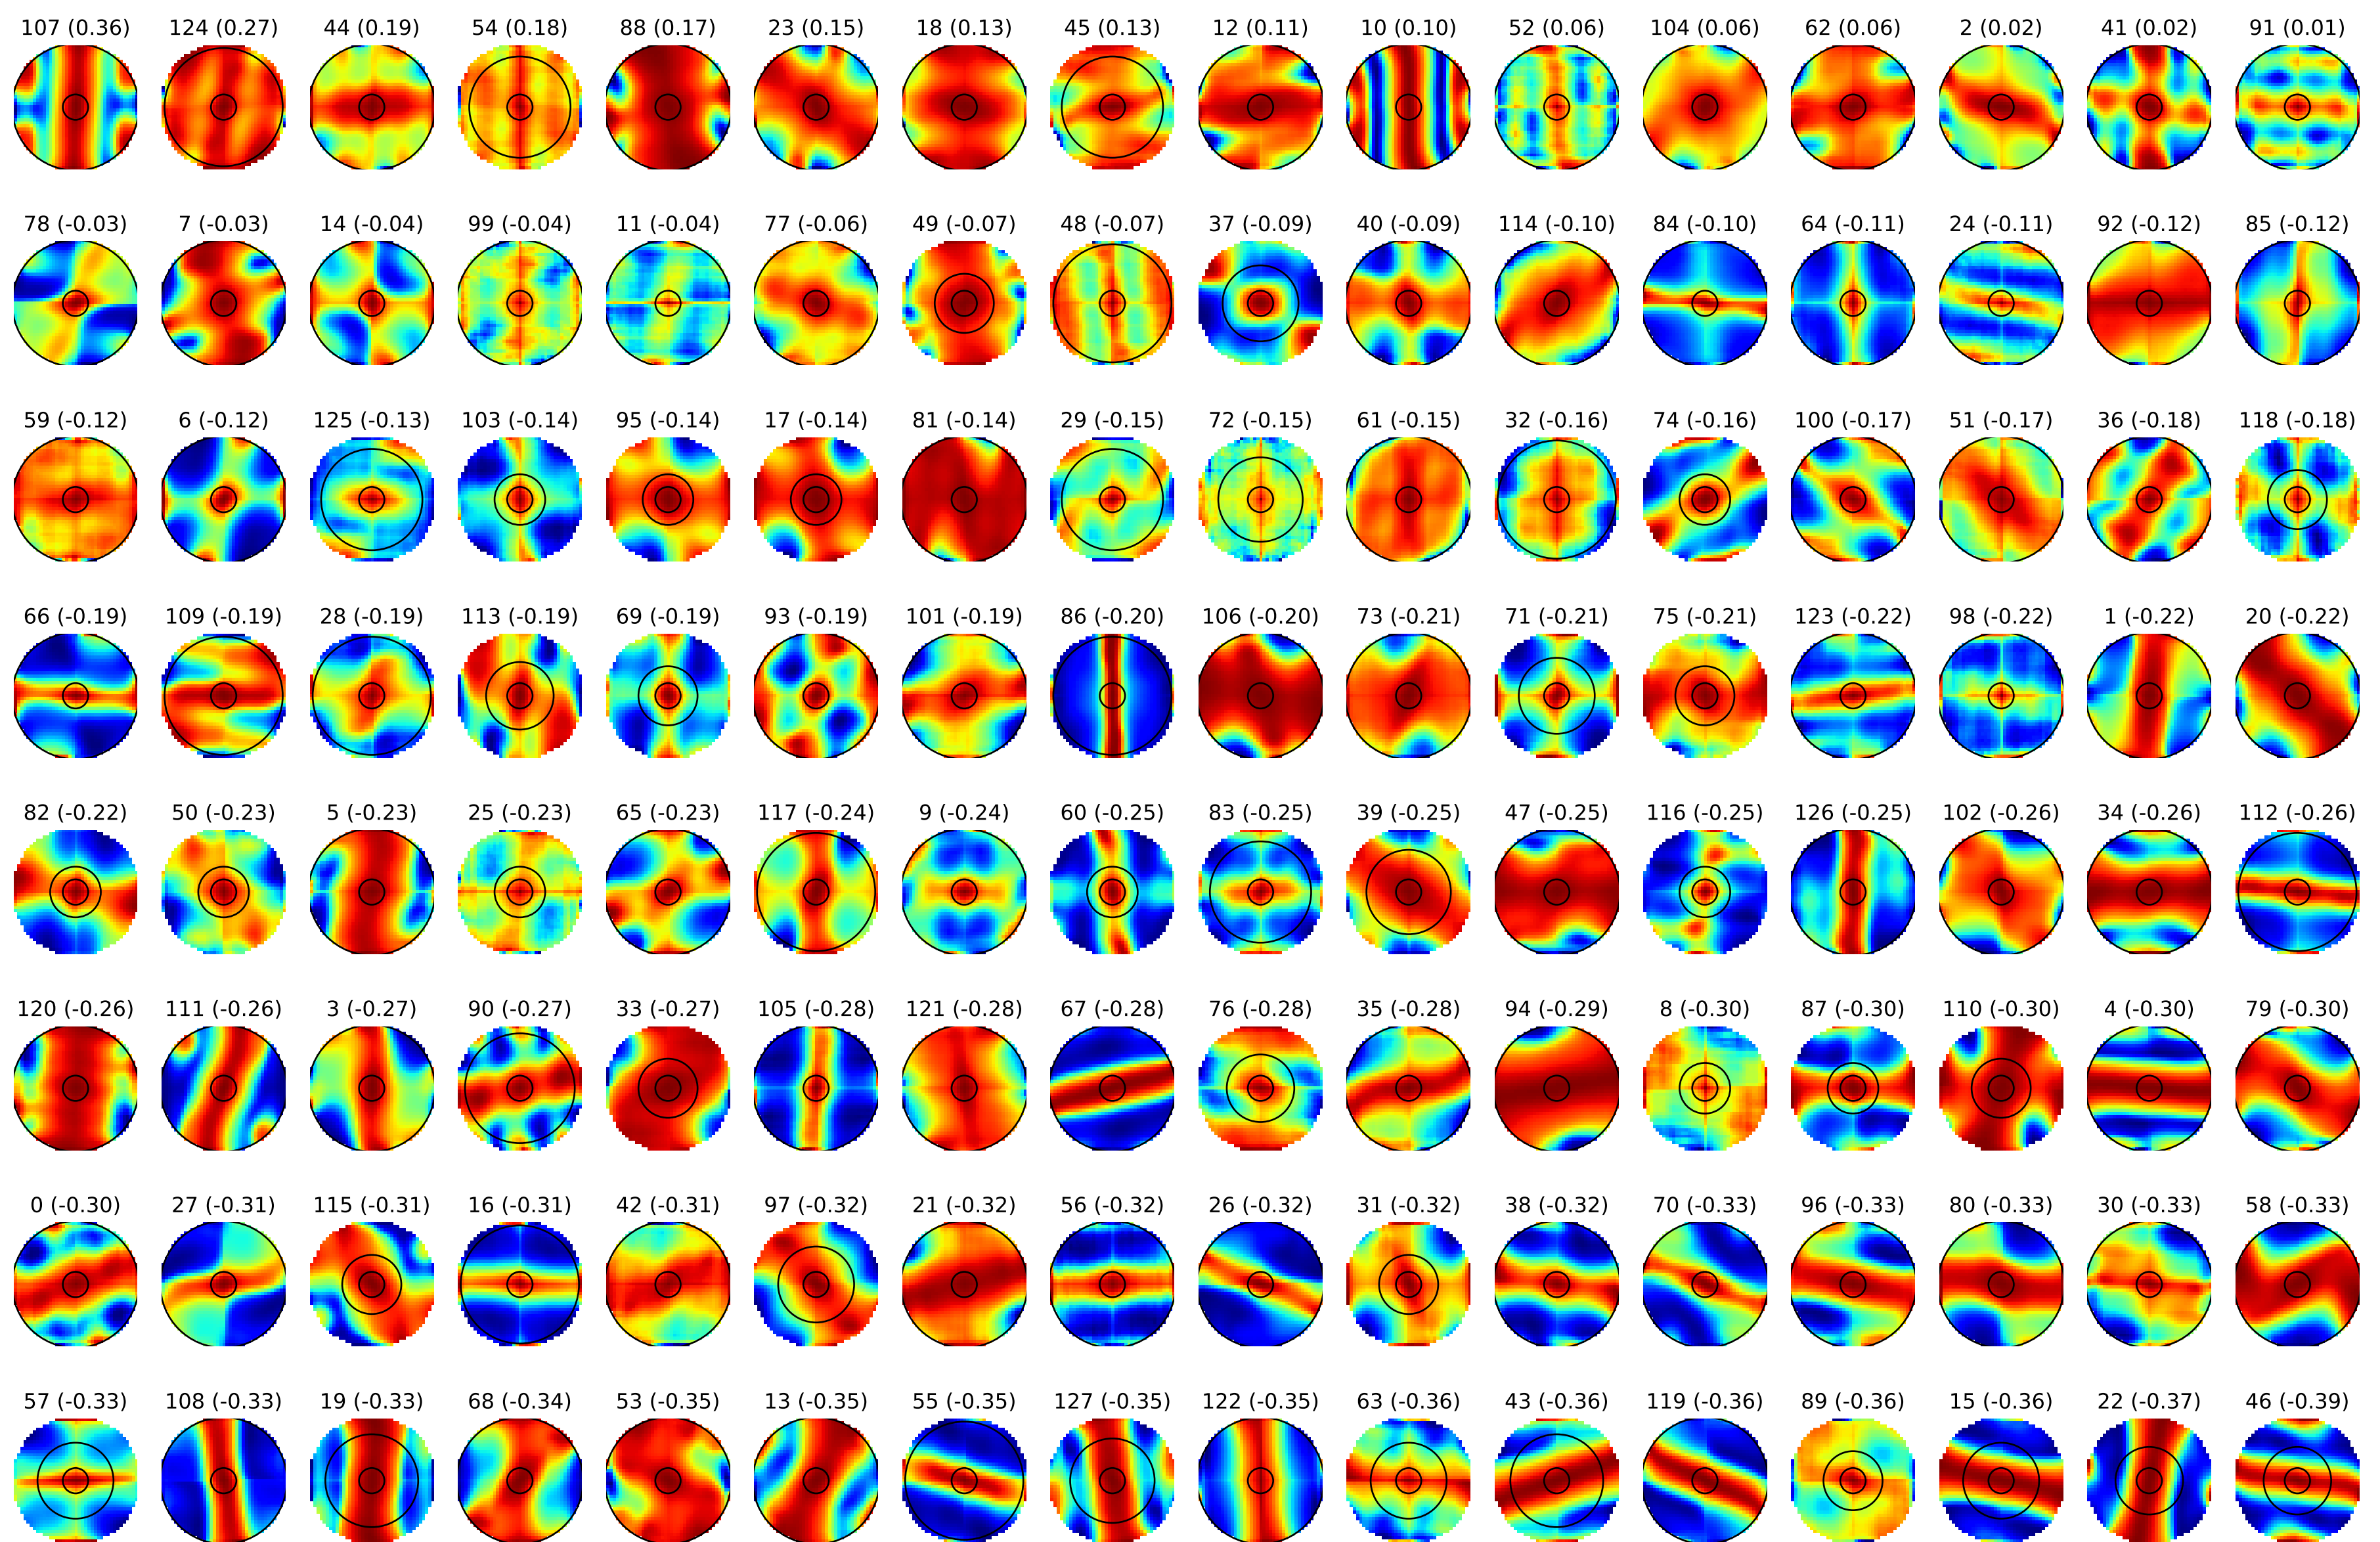 107 (0.36) 124 (0.27) 44 (0.19) 54 (0.18) 88 (0.17) 23 (0.15) 18 (0.13) 45 (0.13) 12 (0.11) 10 (0.10) 52 (0.06) 104 (0.06) 62 (0.06) 2 (0.02) 41 (0.02) 91 (0.01)
78 (-0.03) 7 (-0.03) 14 (-0.04) 99 (-0.04) 11 (-0.04) 77 (-0.06) 49 (-0.07) 48 (-0.07) 37 (-0.09) 40 (-0.09) 114 (-0.10) 84 (-0.10) 64 (-0.11) 24 (-0.11) 92 (-0.12) 85 (-0.12)
59 (-0.12) 6 (-0.12) 125 (-0.13) 103 (-0.14) 95 (-0.14) 17 (-0.14) 81 (-0.14) 29 (-0.15) 72 (-0.15) 61 (-0.15) 32 (-0.16) 74 (-0.16) 100 (-0.17) 51 (-0.17) 36 (-0.18) 118 (-0.18)
66 (-0.19) 109 (-0.19) 28 (-0.19) 113 (-0.19) 69 (-0.19) 93 (-0.19) 101 (-0.19) 86 (-0.20) 106 (-0.20) 73 (-0.21) 71 (-0.21) 75 (-0.21) 123 (-0.22) 98 (-0.22) 1 (-0.22) 20 (-0.22)
82 (-0.22) 50 (-0.23) 5 (-0.23) 25 (-0.23) 65 (-0.23) 117 (-0.24) 9 (-0.24) 60 (-0.25) 83 (-0.25) 39 (-0.25) 47 (-0.25) 116 (-0.25) 126 (-0.25) 102 (-0.26) 34 (-0.26) 112 (-0.26)
120 (-0.26) 111 (-0.26) 3 (-0.27) 90 (-0.27) 33 (-0.27) 105 (-0.28) 121 (-0.28) 67 (-0.28) 76 (-0.28) 35 (-0.28) 94 (-0.29) 8 (-0.30) 87 (-0.30) 110 (-0.30) 4 (-0.30) 79 (-0.30)
0 (-0.30) 27 (-0.31) 115 (-0.31) 16 (-0.31) 42 (-0.31) 97 (-0.32) 21 (-0.32) 56 (-0.32) 26 (-0.32) 31 (-0.32) 38 (-0.32) 70 (-0.33) 96 (-0.33) 80 (-0.33) 30 (-0.33) 58 (-0.33)
57 (-0.33) 108 (-0.33) 19 (-0.33) 68 (-0.34) 53 (-0.35) 13 (-0.35) 55 (-0.35) 127 (-0.35) 122 (-0.35) 63 (-0.36) 43 (-0.36) 119 (-0.36) 89 (-0.36) 15 (-0.36) 22 (-0.37) 46 (-0.39)